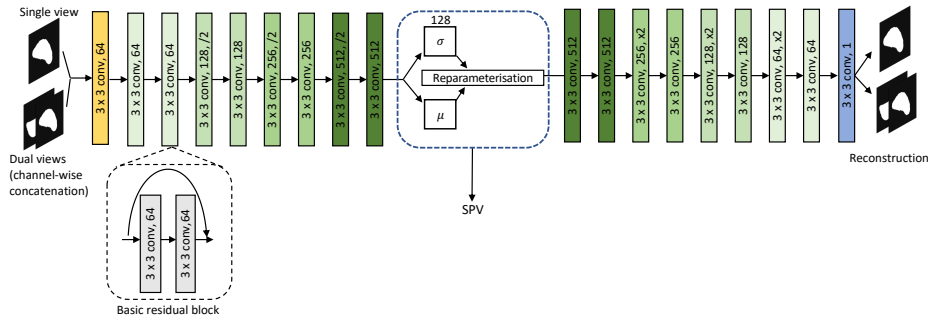 Single view
Dual views
(channel-wise
concatenation)
3 x 3 conv, 64
3 x 3 conv, 64
3 x 3 conv, 64
3 x 3 conv, 128, /2
3 x 3 conv, 128
3 x 3 conv, 256, /2
3 x 3 conv, 256
3 x 3 conv, 512, /2
3 x 3 conv, 512
3 x 3 conv, 64
3 x 3 conv, 64
Basic residual block
128
σ
Reparameterisation
μ
SPV
3 x 3 conv, 512
3 x 3 conv, 512
3 x 3 conv, 256, x2
3 x 3 conv, 256
3 x 3 conv, 128, x2
3 x 3 conv, 128
3 x 3 conv, 64, x2
3 x 3 conv, 64
3 x 3 conv, 1
Reconstruction